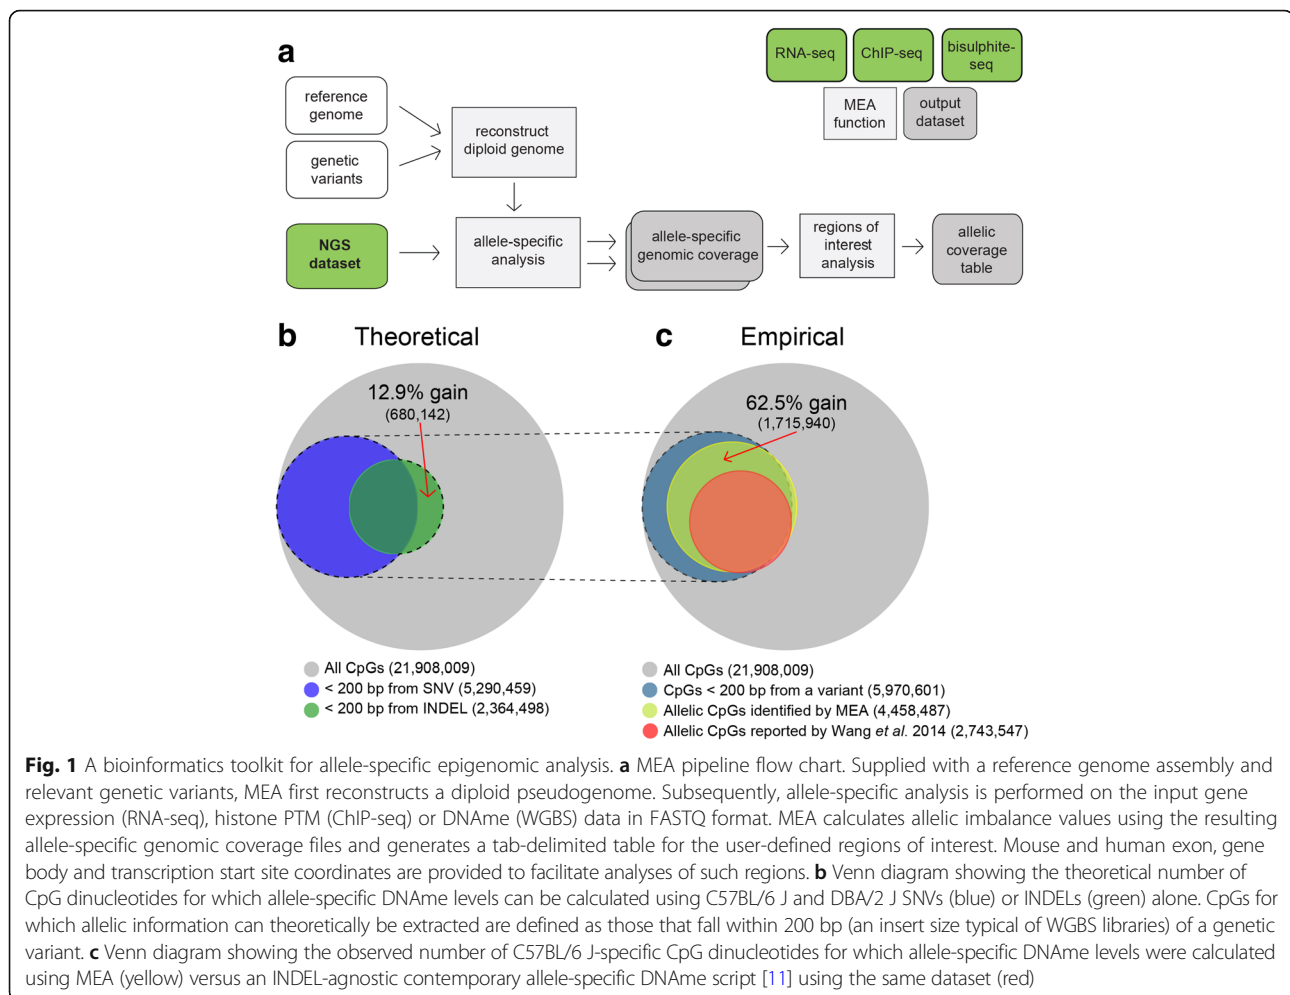 a
RNA-seq
ChIP-seq
bisulphite-
seq
MEA
function
output
dataset
reference
genome
genetic
variants
reconstruct
diploid genome
NGS
dataset
allele-specific
analysis
allele-specific
genomic coverage
regions of
interest
analysis
allelic
coverage
table
b
Theoretical
12.9% gain
(680,142)
All CpGs (21,908,009)
< 200 bp from SNV (5,290,459)
< 200 bp from INDEL (2,364,498)
c
Empirical
62.5% gain
(1,715,940)
All CpGs (21,908,009)
CpGs < 200 bp from a variant (5,970,601)
Allelic CpGs identified by MEA (4,458,487)
Allelic CpGs reported by Wang et al. 2014 (2,743,547)
Fig. 1 A bioinformatics toolkit for allele-specific epigenomic analysis. a MEA pipeline flow chart. Supplied with a reference genome assembly and
relevant genetic variants, MEA first reconstructs a diploid pseudogenome. Subsequently, allele-specific analysis is performed on the input gene
expression (RNA-seq), histone PTM (ChIP-seq) or DNAme (WGBS) data in FASTQ format. MEA calculates allelic imbalance values using the resulting
allele-specific genomic coverage files and generates a tab-delimited table for the user-defined regions of interest. Mouse and human exon, gene
body and transcription start site coordinates are provided to facilitate analyses of such regions. b Venn diagram showing the theoretical number of
CpG dinucleotides for which allele-specific DNAme levels can be calculated using C57BL/6 J and DBA/2 J SNVs (blue) or INDELs (green) alone. CpGs for
which allelic information can theoretically be extracted are defined as those that fall within 200 bp (an insert size typical of WGBS libraries) of a genetic
variant. c Venn diagram showing the observed number of C57BL/6 J-specific CpG dinucleotides for which allele-specific DNAme levels were calculated
using MEA (yellow) versus an INDEL-agnostic contemporary allele-specific DNAme script [11] using the same dataset (red)